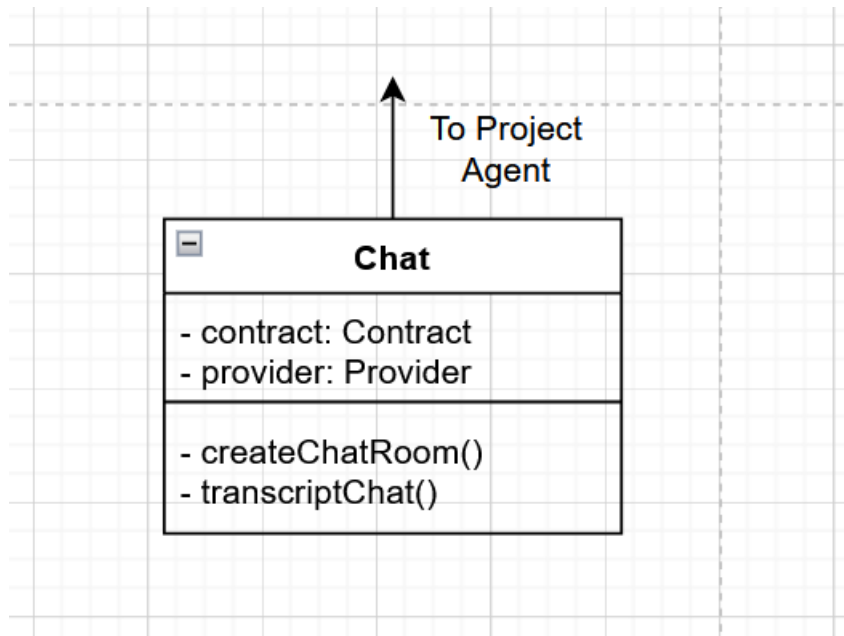 To Project
Agent
Chat
- contract: Contract
- provider: Provider
- createChatRoom()
- transcriptChat()